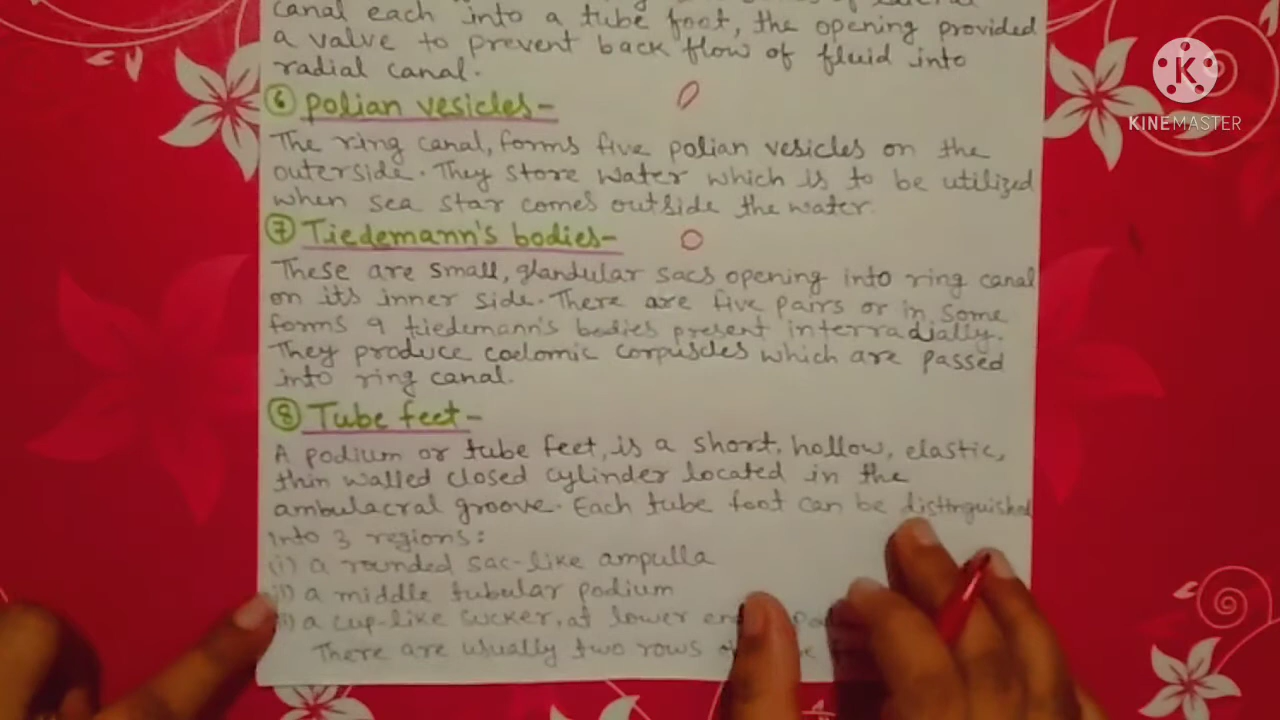 canal each into a tube foot, the opening provided
a valve to prevent back flow of fluid into
radial canal.
⑥ Polian vesicles-
The ring canal, forms five polian vesicles on the
outerside. They store water which is to be utilized
when sea star comes outside the water.
⑦ Tiedemann's bodies-
These are small, glandular sacs opening into ring canal
on its inner side. There are five pairs or in some
forms 9 tiedemann's bodies present interradially.
They produce coelomic corpuscles which are passed
into ring canal.
⑧ Tube feet-
A podium or tube feet, is a short, hollow, elastic,
thin walled closed cylinder located in the
ambulacral groove. Each tube foot can be distinguished
into 3 regions:
(i) a rounded sac-like ampulla
ii) a middle tubular podium
a cup-like sucker, at lower
There are usually two rows
K
KINEMASTER